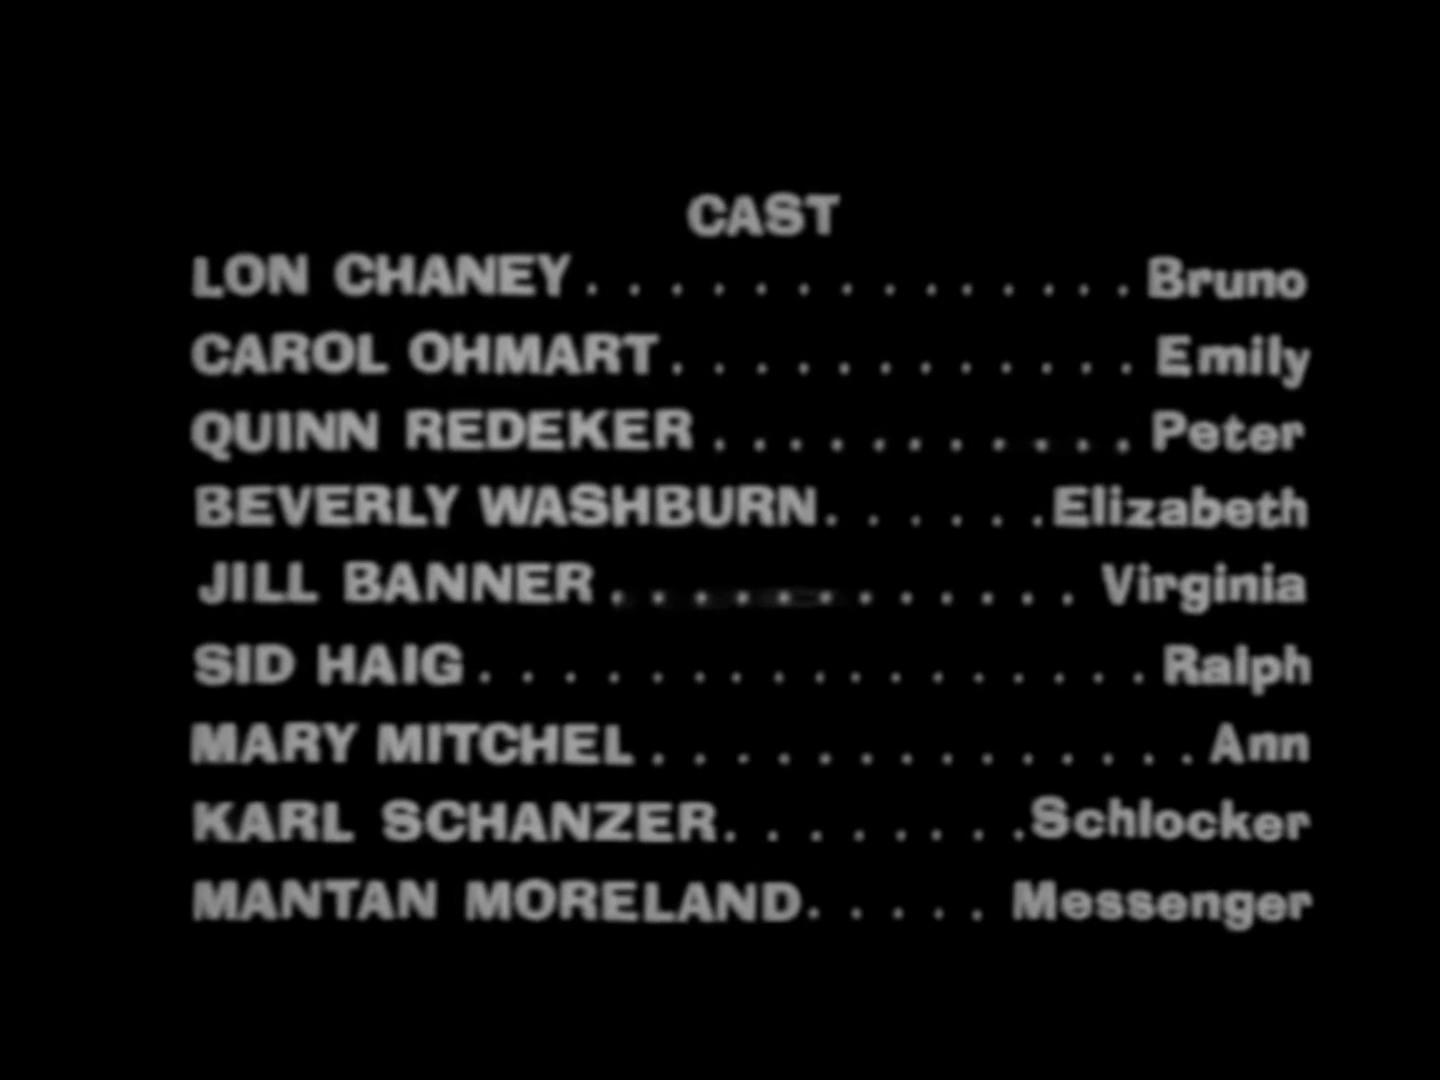 CAST
LON CHANEY . . . . . . . . . . . . . . Bruno
CAROL OHMART . . . . . . . . . . . . Emily
QUINN REDEKER . . . . . . . . . . . Peter
BEVERLY WASHBURN . . . . . . Elizabeth
JILL BANNER . . . . . . . . . . . . Virginia
SID HAIG . . . . . . . . . . . . . . . . . Ralph
MARY MITCHEL . . . . . . . . . . . . . . Ann
KARL SCHANZER . . . . . . . . Schlocker
MANTAN MORELAND . . . . . Messenger